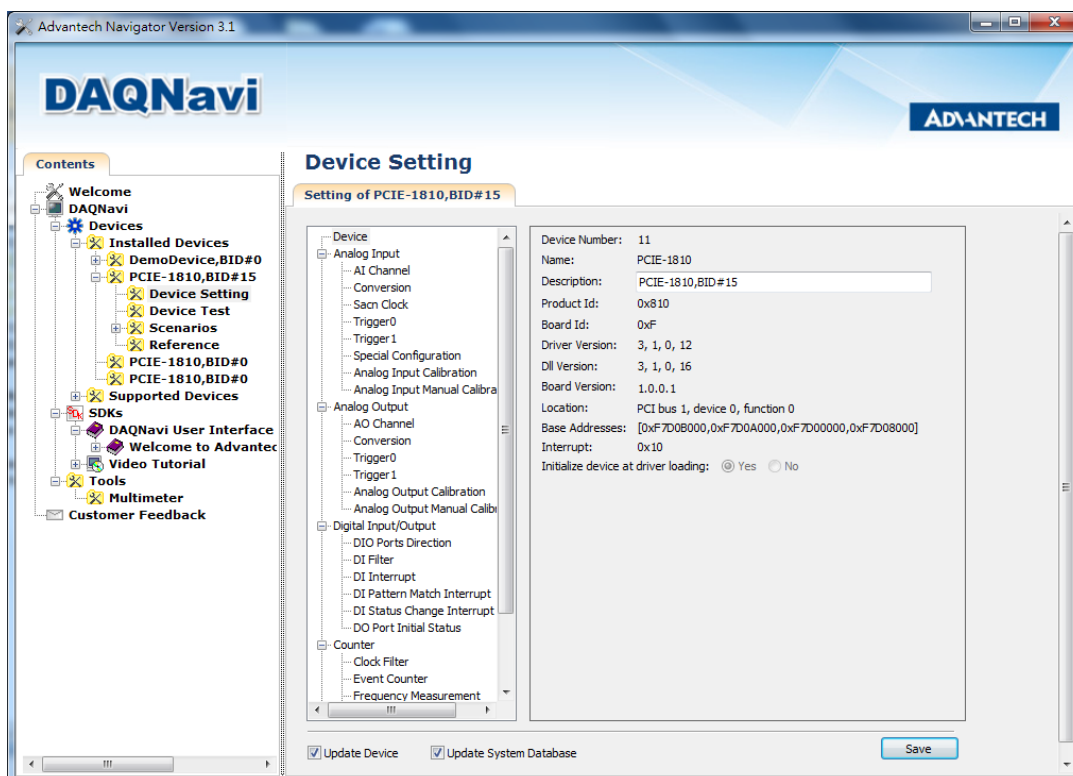 Advantech Navigator Version 3.1
DAQNavi
ADVANTECH
Contents
Welcome
DAQNavi
Devices
Installed Devices
DemoDevice,BID#0
PCIE-1810,BID#15
Device Setting
Device Test
Scenarios
Reference
PCIE-1810,BID#0
PCIE-1810,BID#0
Supported Devices
SDKs
DAQNavi User Interface
Welcome to Advantec
Video Tutorial
Tools
Multimeter
Customer Feedback
Device Setting
Setting of PCIE-1810,BID#15
Device
Analog Input
AI Channel
Conversion
Sacn Clock
Trigger0
Trigger1
Special Configuration
Analog Input Calibration
Analog Input Manual Calibra
Analog Output
AO Channel
Conversion
Trigger0
Trigger1
Analog Output Calibration
Analog Output Manual Calib
Digital Input/Output
DIO Ports Direction
DI Filter
DI Interrupt
DI Pattern Match Interrupt
DI Status Change Interrupt
DO Port Initial Status
Counter
Clock Filter
Event Counter
Frequency Measurement
Device Number: 11
Name: PCIE-1810
Description: PCIE-1810,BID#15
Product Id: 0x810
Board Id: 0xF
Driver Version: 3, 1, 0, 12
Dll Version: 3, 1, 0, 16
Board Version: 1.0.0.1
Location: PCI bus 1, device 0, function 0
Base Addresses: [0xF7D0B000,0xF7D0A000,0xF7D00000,0xF7D08000]
Interrupt: 0x10
Initialize device at driver loading: Yes No
Update Device Update System Database Save